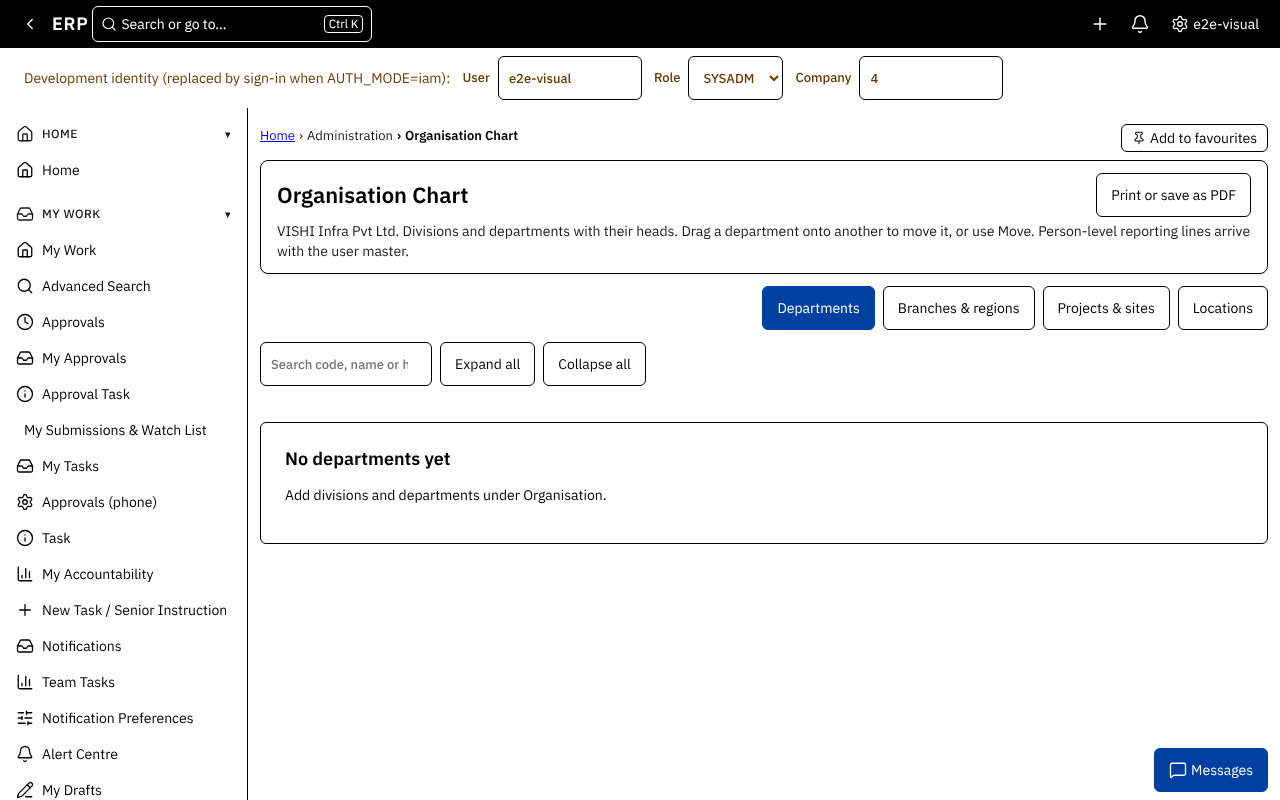 ERP
Search or go to...
Ctrl K
e2e-visual
Development identity (replaced by sign-in when AUTH_MODE=iam):
User
e2e-visual
Role
SYSADM
Company
4
HOME
Home
MY WORK
My Work
Advanced Search
Approvals
My Approvals
Approval Task
My Submissions & Watch List
My Tasks
Approvals (phone)
Task
My Accountability
New Task / Senior Instruction
Notifications
Team Tasks
Notification Preferences
Alert Centre
My Drafts
Home › Administration › Organisation Chart
Add to favourites
Organisation Chart
Print or save as PDF
VISHI Infra Pvt Ltd. Divisions and departments with their heads. Drag a department onto another to move it, or use Move. Person-level reporting lines arrive
with the user master.
Departments
Branches & regions
Projects & sites
Locations
Search code, name or h
Expand all
Collapse all
No departments yet
Add divisions and departments under Organisation.
Messages